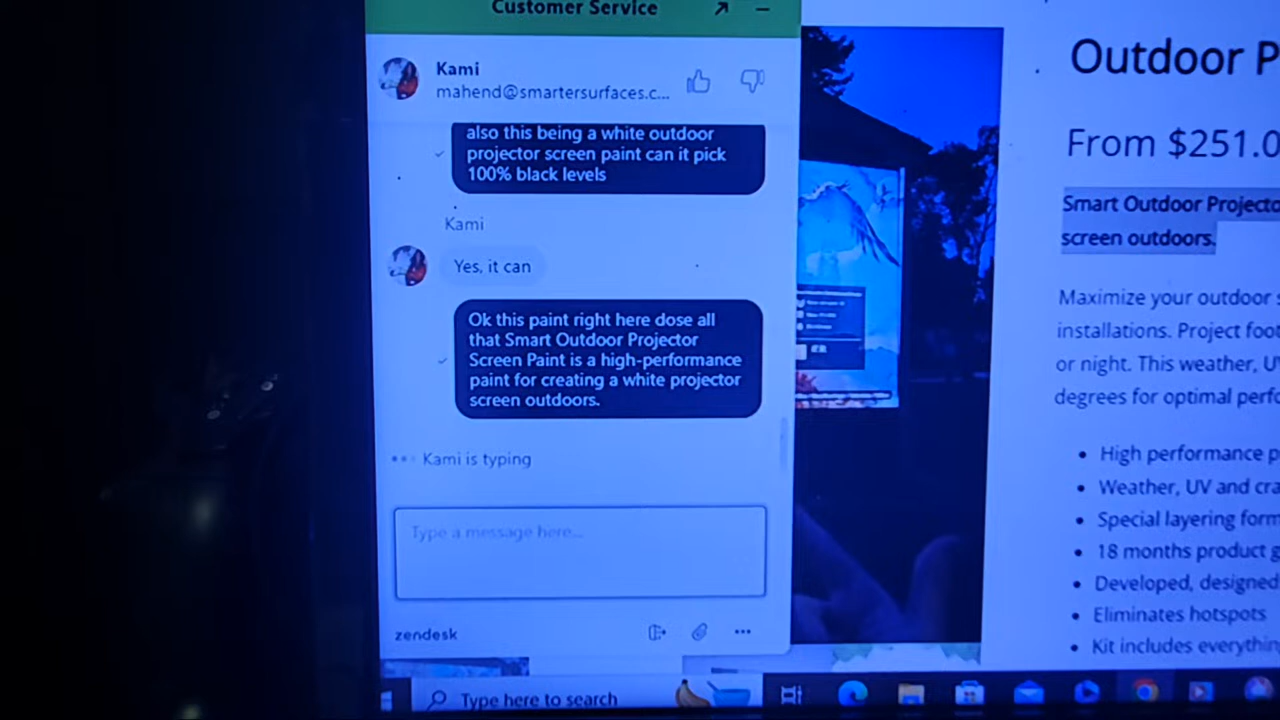 Customer Service
Kami
mahend@smartersurfaces.c...
also this being a white outdoor
projector screen paint can it pick
100% black levels
Kami
Yes, it can
Ok this paint right here dose all
that Smart Outdoor Projector
Screen Paint is a high-performance
paint for creating a white projector
screen outdoors.
Kami is typing
Type a message here...
zendesk
Outdoor P
From $251.0
Smart Outdoor Projecto
screen outdoors.
Maximize your outdoor
installations. Project foot
or night. This weather, U
degrees for optimal perfo
High performance p
Weather, UV and cra
Special layering form
18 months product g
Developed, designed
Eliminates hotspots
Kit includes everythin
Type here to search